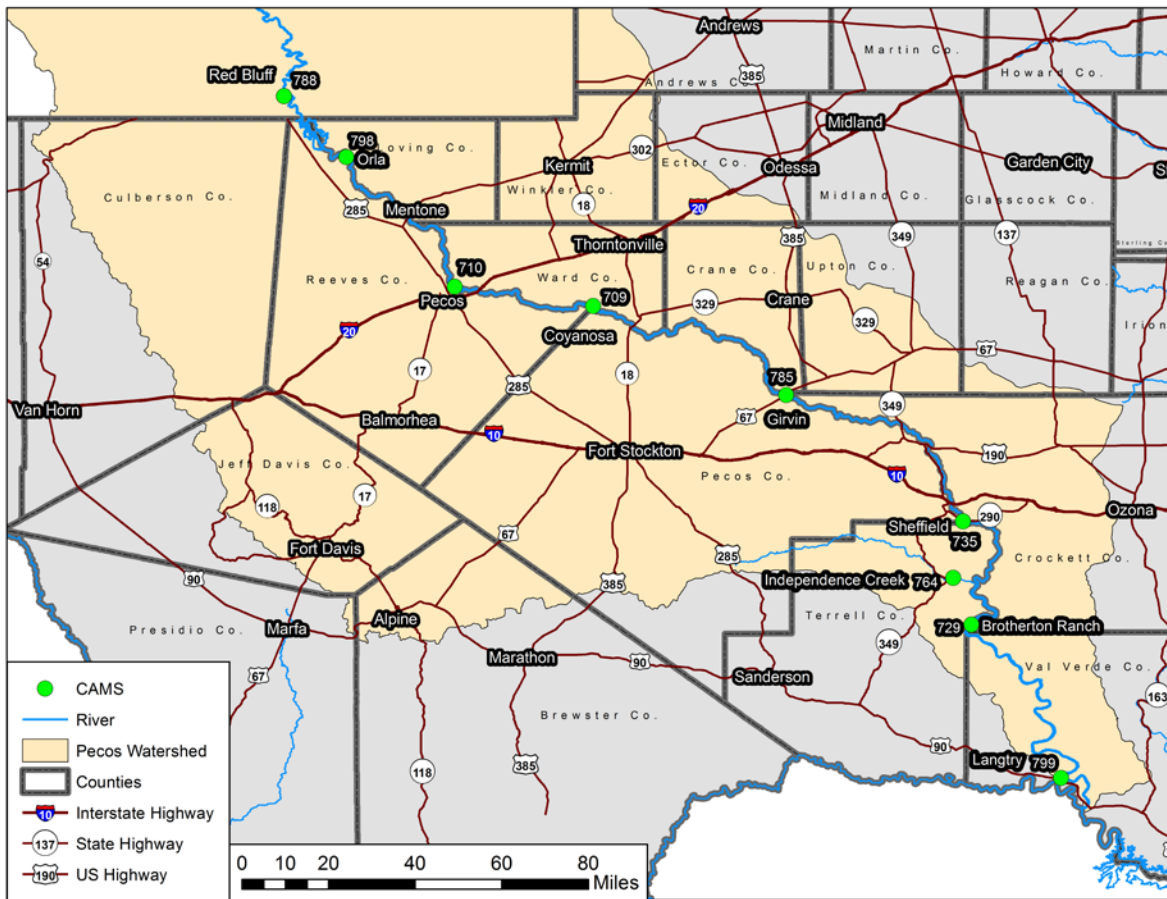 Andrews
Martin Co.
385
Howard Co.
Andrews Co.
Red Bluff
788
Midland
798
Loving Co.
Orla
302
Kermit
Ector Co.
Odessa
Garden City
Culberson Co.
Winkler Co.
18
Midland Co.
Glasscock Co.
285
Mentone
20
54
Thorntonville
385
349
137
Sterling Co.
710
Reeves Co.
Ward Co.
Crane Co.
Upton Co.
Reagan Co.
Pecos
709
329
Crane
20
Coyanosa
329
Irion
67
17
285
18
785
Van Horn
Balmorhea
67
Girvin
349
10
Fort Stockton
190
Jeff Davis Co.
Pecos Co.
10
17
118
Sheffield
290
Ozona
67
735
Fort Davis
285
Crockett Co.
90
385
Independence Creek
764
Alpine
Terrell Co.
Presidio Co.
Marfa
729
Brotherton Ranch
349
Marathon
90
Val Verde Co.
67
Sanderson
163
CAMS
River
Brewster Co.
90
Pecos Watershed
Langtry
799
118
385
Counties
10
Interstate Highway
137
State Highway
190
US Highway
0 10 20 40 60 80
Miles